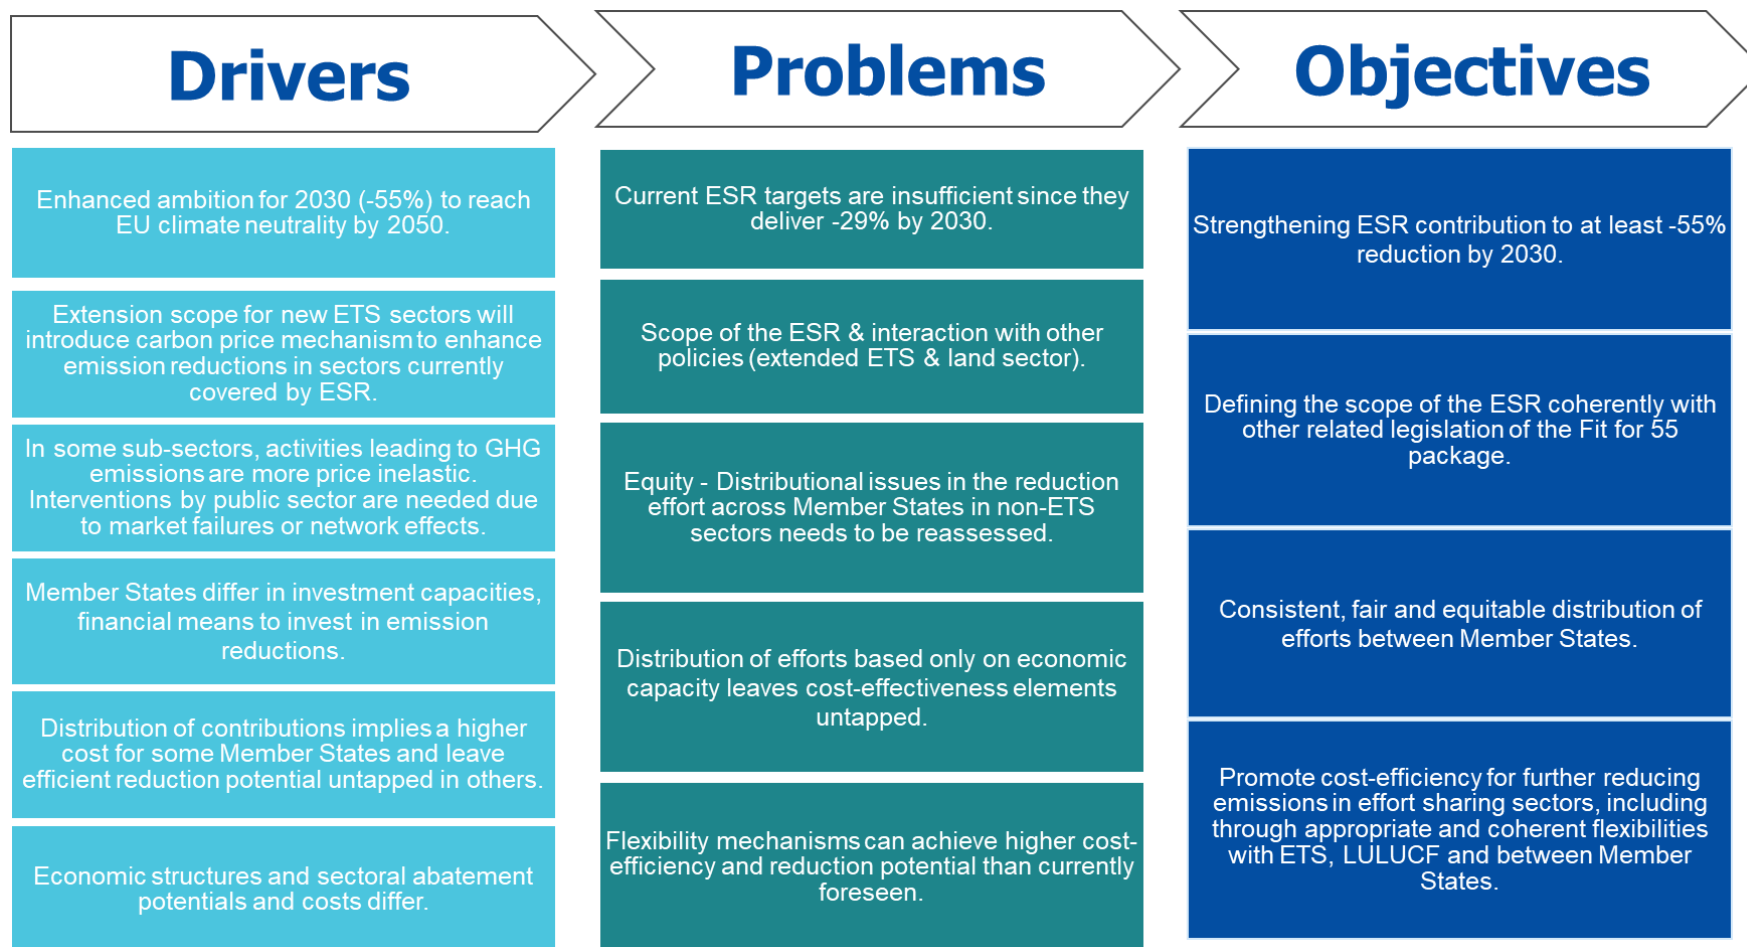 Drivers
Problems
Objectives
Enhanced ambition for 2030 (-55%) to reach
EU climate neutrality by 2050.
Extension scope for new ETS sectors will
introduce carbon price mechanism to enhance
emission reductions in sectors currently
covered by ESR.
In some sub-sectors, activities leading to GHG
emissions are more price inelastic.
Interventions by public sector are needed due
to market failures or network effects.
Member States differ in investment capacities,
financial means to invest in emission
reductions.
Distribution of contributions implies a higher
cost for some Member States and leave
efficient reduction potential untapped in others.
Economic structures and sectoral abatement
potentials and costs differ.
Current ESR targets are insufficient since they
deliver -29% by 2030.
Scope of the ESR & interaction with other
policies (extended ETS & land sector).
Equity - Distributional issues in the reduction
effort across Member States in non-ETS
sectors needs to be reassessed.
Distribution of efforts based only on economic
capacity leaves cost-effectiveness elements
untapped.
Flexibility mechanisms can achieve higher cost-
efficiency and reduction potential than currently
foreseen.
Strengthening ESR contribution to at least -55%
reduction by 2030.
Defining the scope of the ESR coherently with
other related legislation of the Fit for 55
package.
Consistent, fair and equitable distribution of
efforts between Member States.
Promote cost-efficiency for further reducing
emissions in effort sharing sectors, including
through appropriate and coherent flexibilities
with ETS, LULUCF and between Member
States.